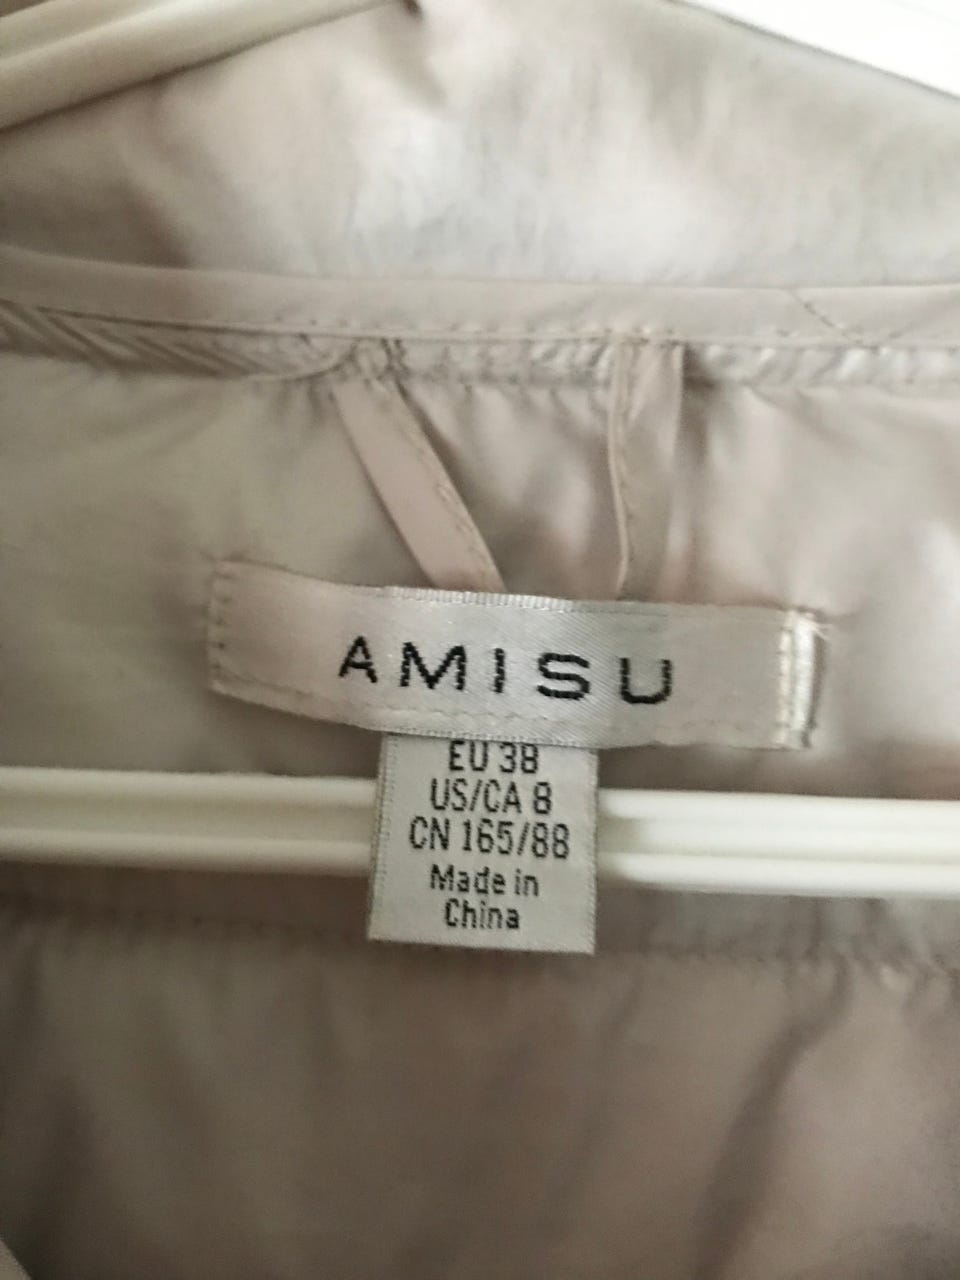 AMISU
EU 38
US/CA 8
CN 165/88
Made in
China